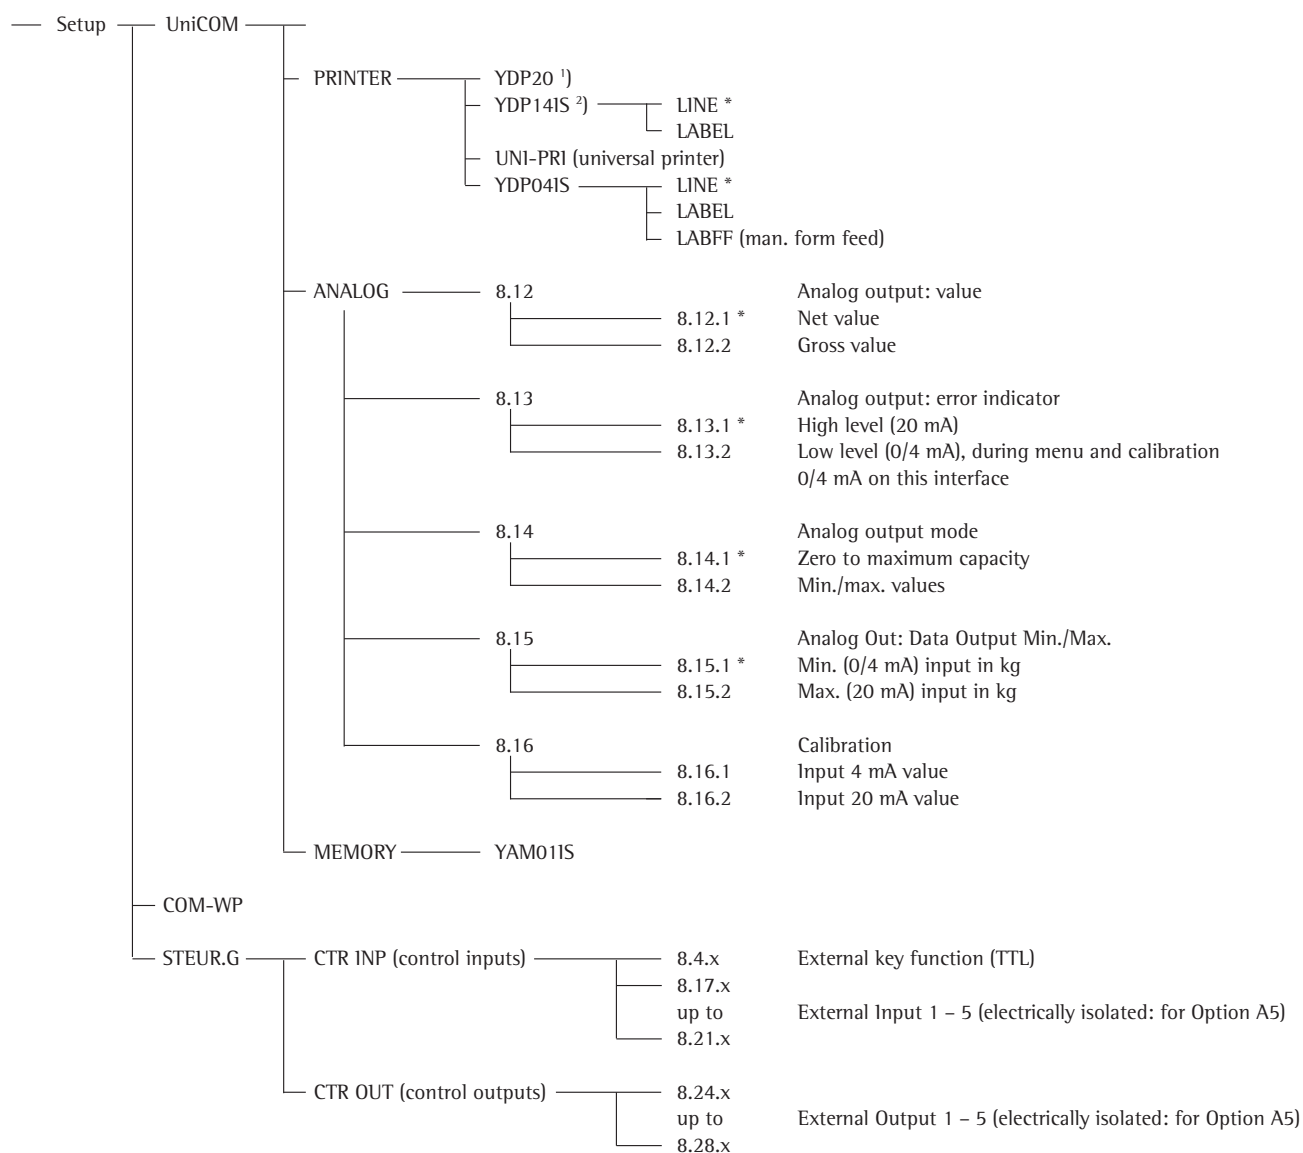 Setup UniCOM
PRINTER YDP20 ¹)
YDP14IS ²) LINE *
LABEL
UNI-PRI (universal printer)
YDP04IS LINE *
LABEL
LABFF (man. form feed)
ANALOG 8.12 Analog output: value
8.12.1 * Net value
8.12.2 Gross value
8.13 Analog output: error indicator
8.13.1 * High level (20 mA)
8.13.2 Low level (0/4 mA), during menu and calibration
0/4 mA on this interface
8.14 Analog output mode
8.14.1 * Zero to maximum capacity
8.14.2 Min./max. values
8.15 Analog Out: Data Output Min./Max.
8.15.1 * Min. (0/4 mA) input in kg
8.15.2 Max. (20 mA) input in kg
8.16 Calibration
8.16.1 Input 4 mA value
8.16.2 Input 20 mA value
MEMORY YAM01IS
COM-WP
STEUR.G CTR INP (control inputs) 8.4.x External key function (TTL)
8.17.x
up to External Input 1 – 5 (electrically isolated: for Option A5)
8.21.x
CTR OUT (control outputs) 8.24.x
up to External Output 1 – 5 (electrically isolated: for Option A5)
8.28.x